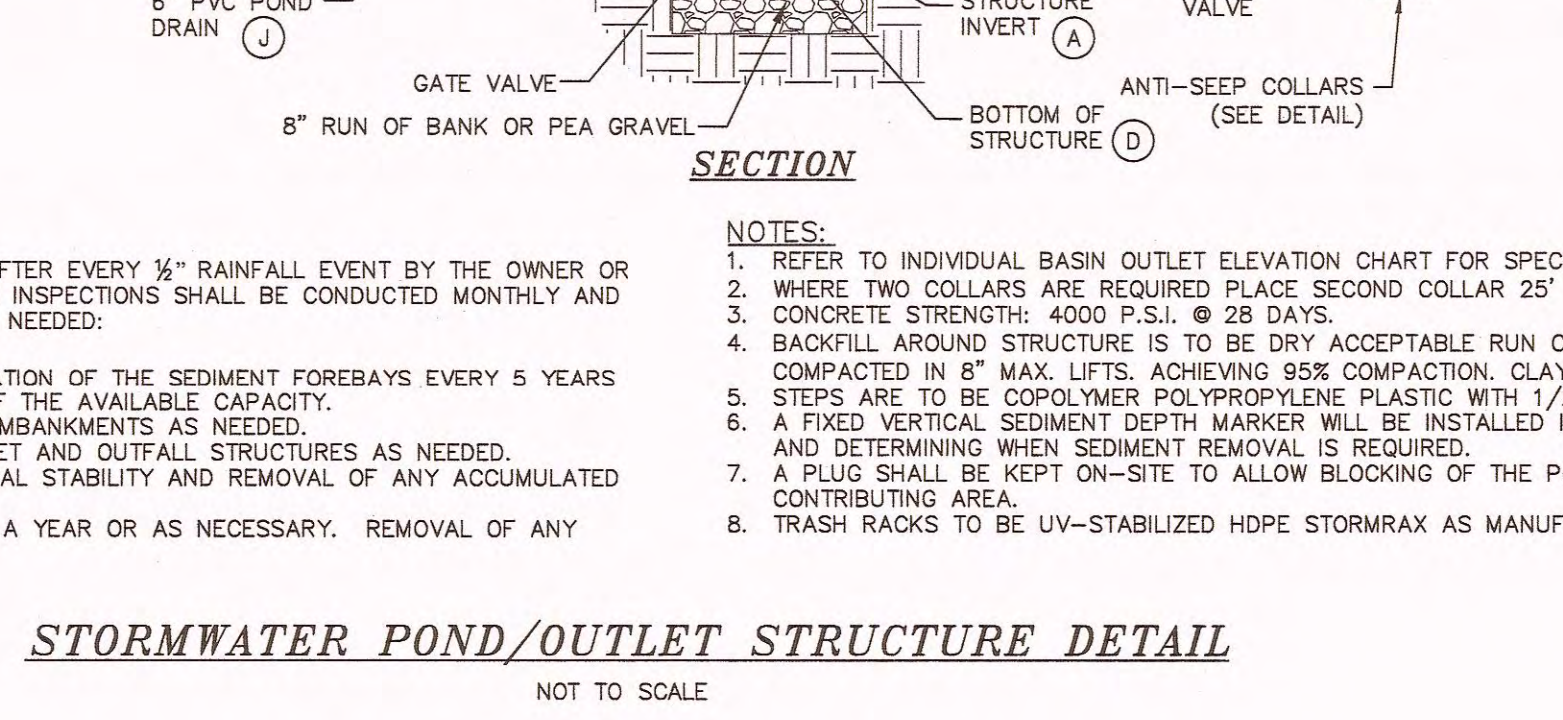 6" PVC POND
DRAIN J
STRUCTURE
INVERT A
VALVE
GATE VALVE
ANTI-SEEP COLLARS
(SEE DETAIL)
8" RUN OF BANK OR PEA GRAVEL
BOTTOM OF
STRUCTURE D
SECTION
FTER EVERY ½" RAINFALL EVENT BY THE OWNER OR
INSPECTIONS SHALL BE CONDUCTED MONTHLY AND
NEEDED:
TION OF THE SEDIMENT FOREBAYS EVERY 5 YEARS
F THE AVAILABLE CAPACITY.
MBANKMENTS AS NEEDED.
ET AND OUTFALL STRUCTURES AS NEEDED.
AL STABILITY AND REMOVAL OF ANY ACCUMULATED
A YEAR OR AS NECESSARY. REMOVAL OF ANY
NOTES:
1. REFER TO INDIVIDUAL BASIN OUTLET ELEVATION CHART FOR SPEC
2. WHERE TWO COLLARS ARE REQUIRED PLACE SECOND COLLAR 25'
3. CONCRETE STRENGTH: 4000 P.S.I. @ 28 DAYS.
4. BACKFILL AROUND STRUCTURE IS TO BE DRY ACCEPTABLE RUN O
COMPACTED IN 8" MAX. LIFTS. ACHIEVING 95% COMPACTION. CLAY
5. STEPS ARE TO BE COPOLYMER POLYPROPYLENE PLASTIC WITH 1/
6. A FIXED VERTICAL SEDIMENT DEPTH MARKER WILL BE INSTALLED I
AND DETERMINING WHEN SEDIMENT REMOVAL IS REQUIRED.
7. A PLUG SHALL BE KEPT ON-SITE TO ALLOW BLOCKING OF THE P
CONTRIBUTING AREA.
8. TRASH RACKS TO BE UV-STABILIZED HDPE STORMRAX AS MANUF
STORMWATER POND/OUTLET STRUCTURE DETAIL
NOT TO SCALE